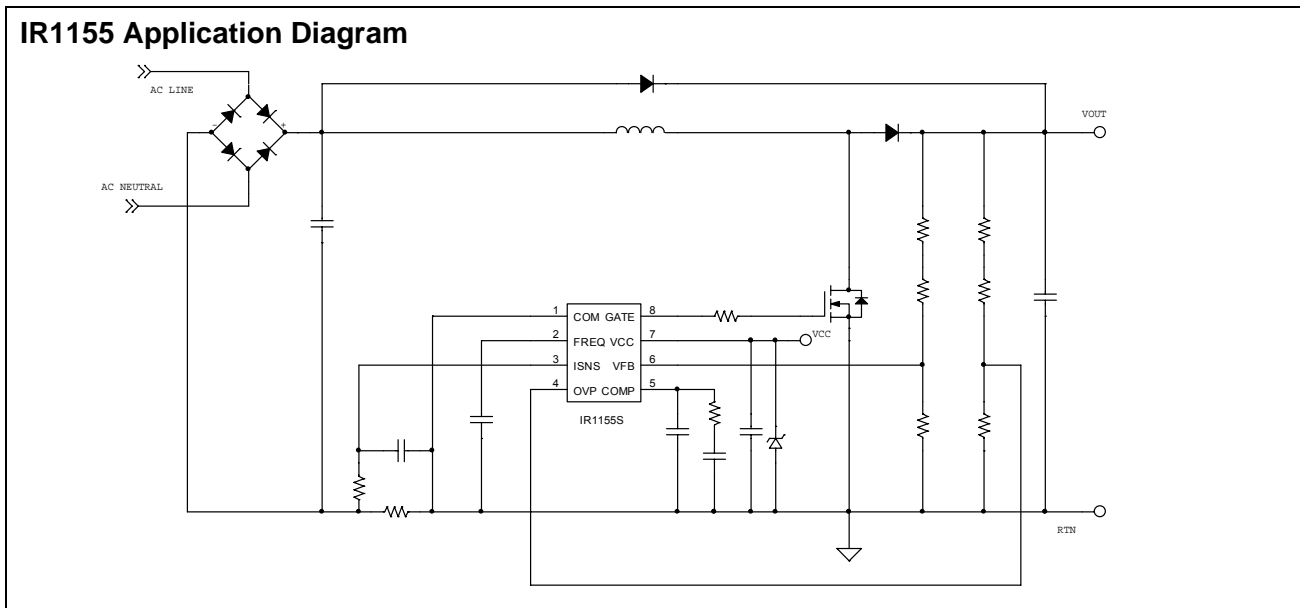 IR1155 Application Diagram
AC LINE
VOUT
- +
AC NEUTRAL
1 COM GATE 8
VCC
2 FREQ VCC 7
3 ISNS VFB 6
4 OVP COMP 5
IR1155S
RTN